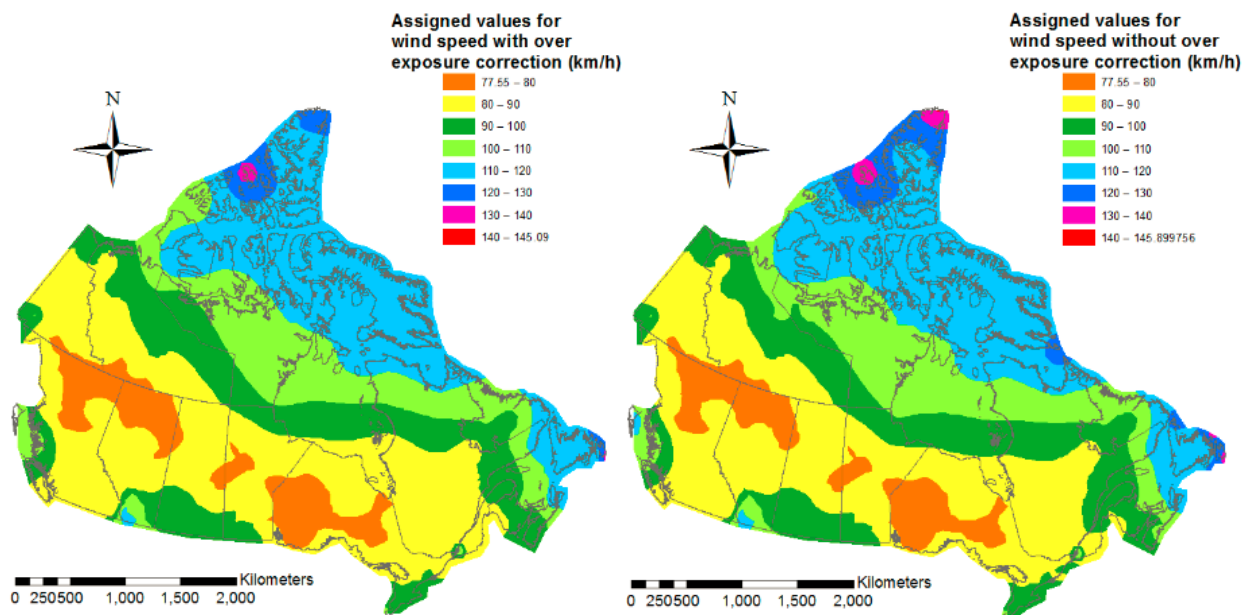 Assigned values for
wind speed with over
exposure correction (km/h)
77.55 – 80
80 – 90
90 – 100
100 – 110
110 – 120
120 – 130
130 – 140
140 – 145.09
N
Kilometers
0 250500 1,000 1,500 2,000
Assigned values for
wind speed without over
exposure correction (km/h)
77.55 – 80
80 – 90
90 – 100
100 – 110
110 – 120
120 – 130
130 – 140
140 – 145.899756
N
Kilometers
0 250500 1,000 1,500 2,000